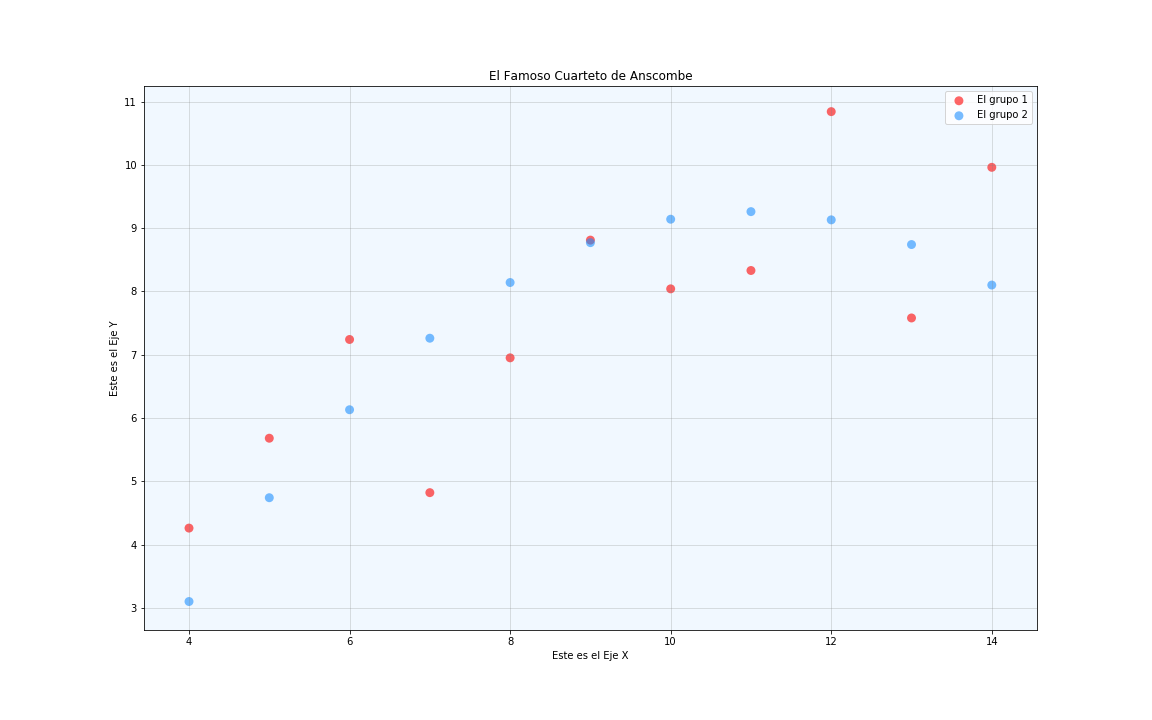 El Famoso Cuarteto de Anscombe
El grupo 1
El grupo 2
11
10
9
8
7
6
5
4
3
Este es el Eje Y
4 6 8 10 12 14
Este es el Eje X